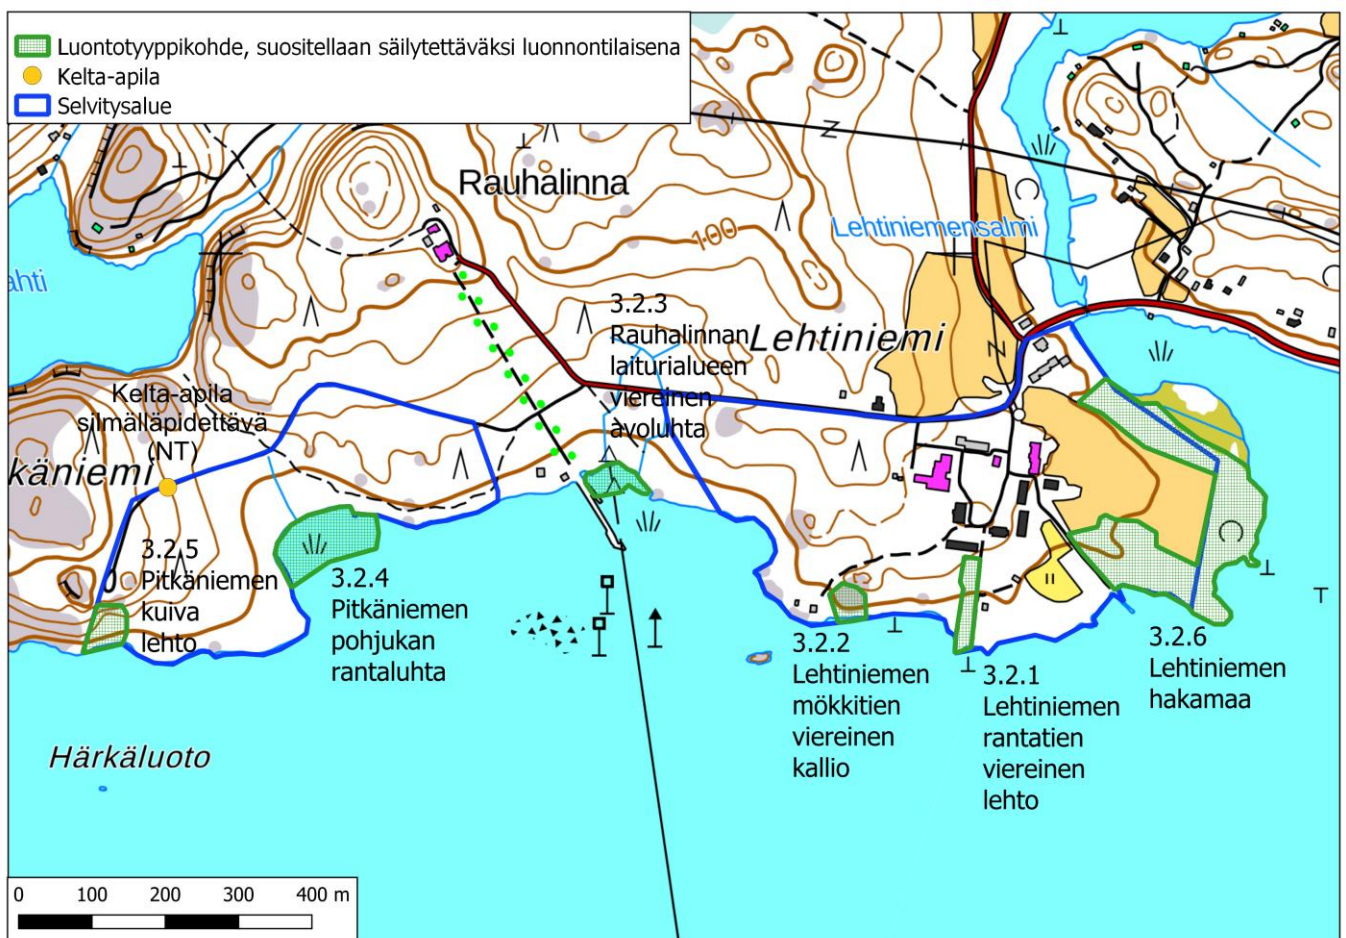 Luontotyyppikohde, suositellaan säilytettäväksi luonnontilaisena
Kelta-apila
Selvitysalue
Rauhalinna
100
Lehtiniemensalmi
ahti
3.2.3
Rauhalinnan
laiturialueen
viereinen
avoluhta
Lehtiniemi
Kelta-apila
silmälläpidettävä
(NT)
käniemi
3.2.5
Pitkäniemen
kuiva
lehto
3.2.4
Pitkäniemen
pohjukan
rantaluhta
3.2.2
Lehtiniemen
mökkitien
viereinen
kallio
3.2.1
Lehtiniemen
rantatien
viereinen
lehto
3.2.6
Lehtiniemen
hakamaa
Härkäluoto
0 100 200 300 400 m